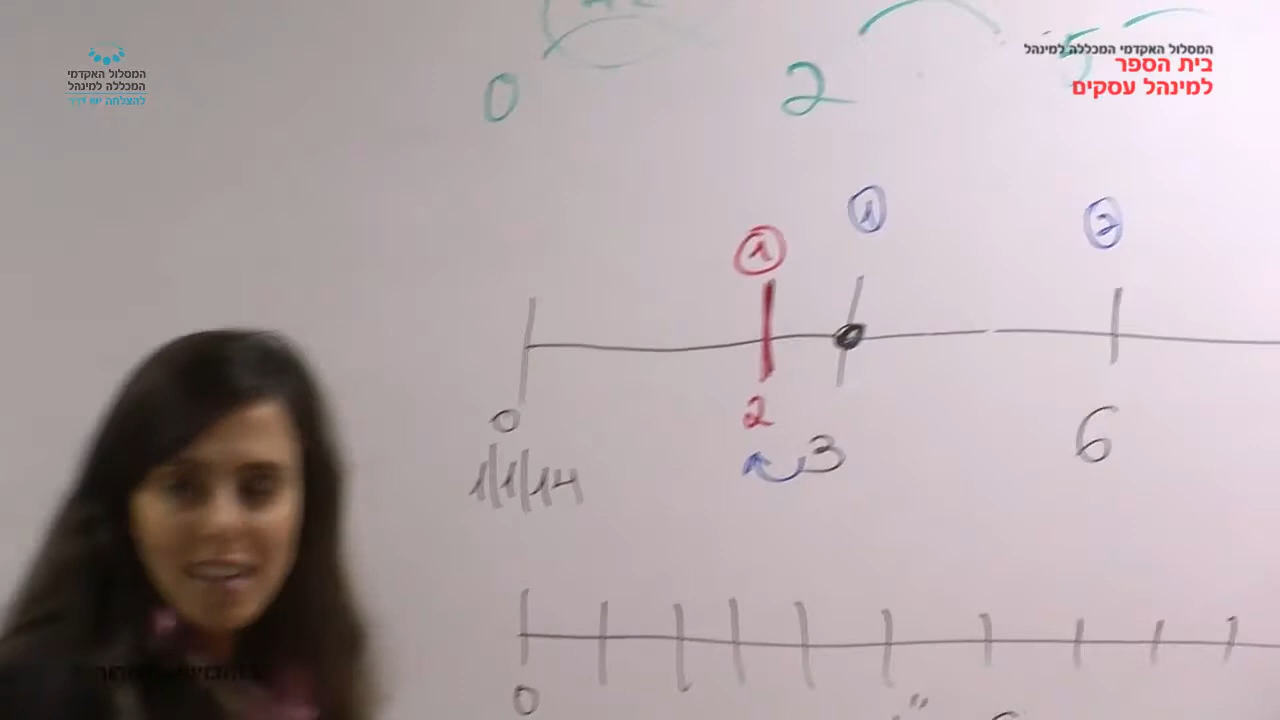 המסלול האקדמי
המכללה למינהל
להצלחה יש דרך
המסלול האקדמי המכללה למינהל
בית הספר
למינהל עסקים
0 2 5
1 1 2
0 2 3 6
1/1/14
0